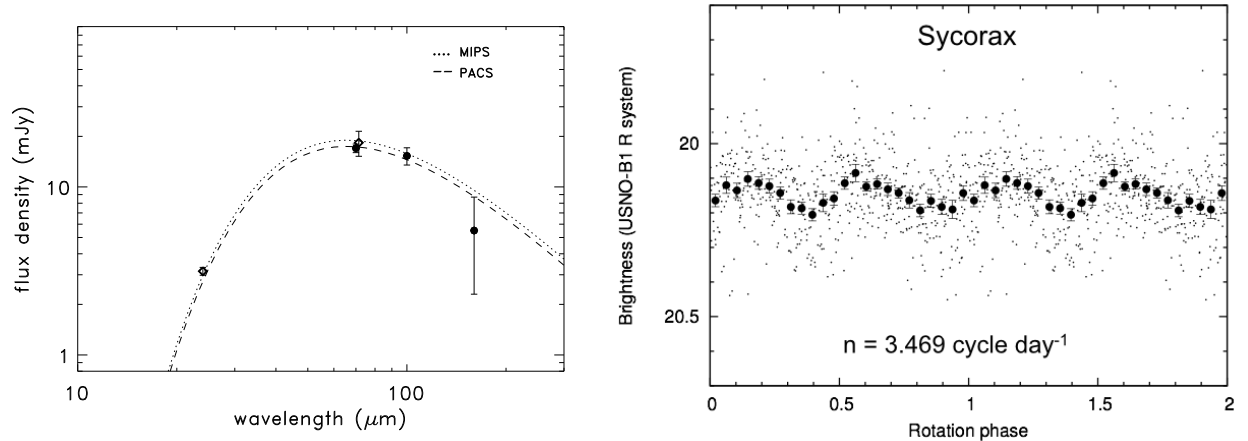 MIPS
PACS
flux density (mJy)
10
1
10
100
wavelength (μm)
Sycorax
Brightness (USNO-B1 R system)
20
20.5
n = 3.469 cycle day⁻¹
0
0.5
1
1.5
2
Rotation phase